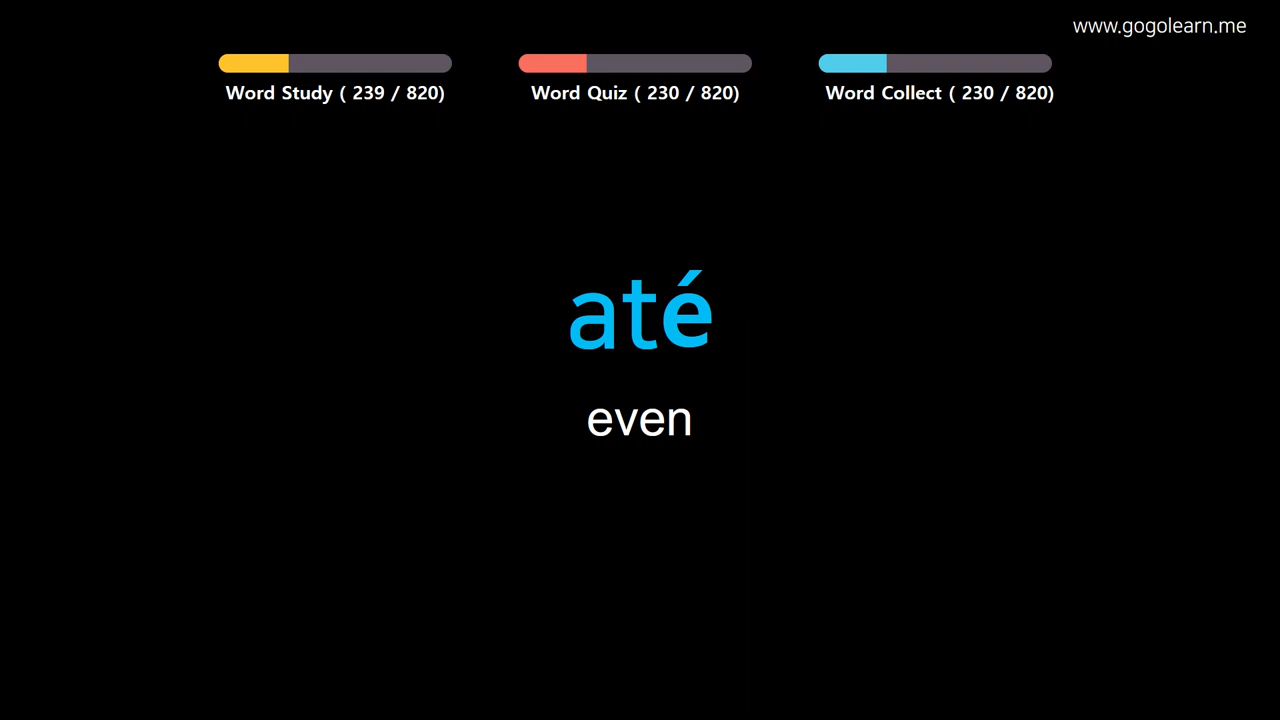 www.gogolearn.me
Word Study ( 239 / 820)
Word Quiz ( 230 / 820)
Word Collect ( 230 / 820)
até
even